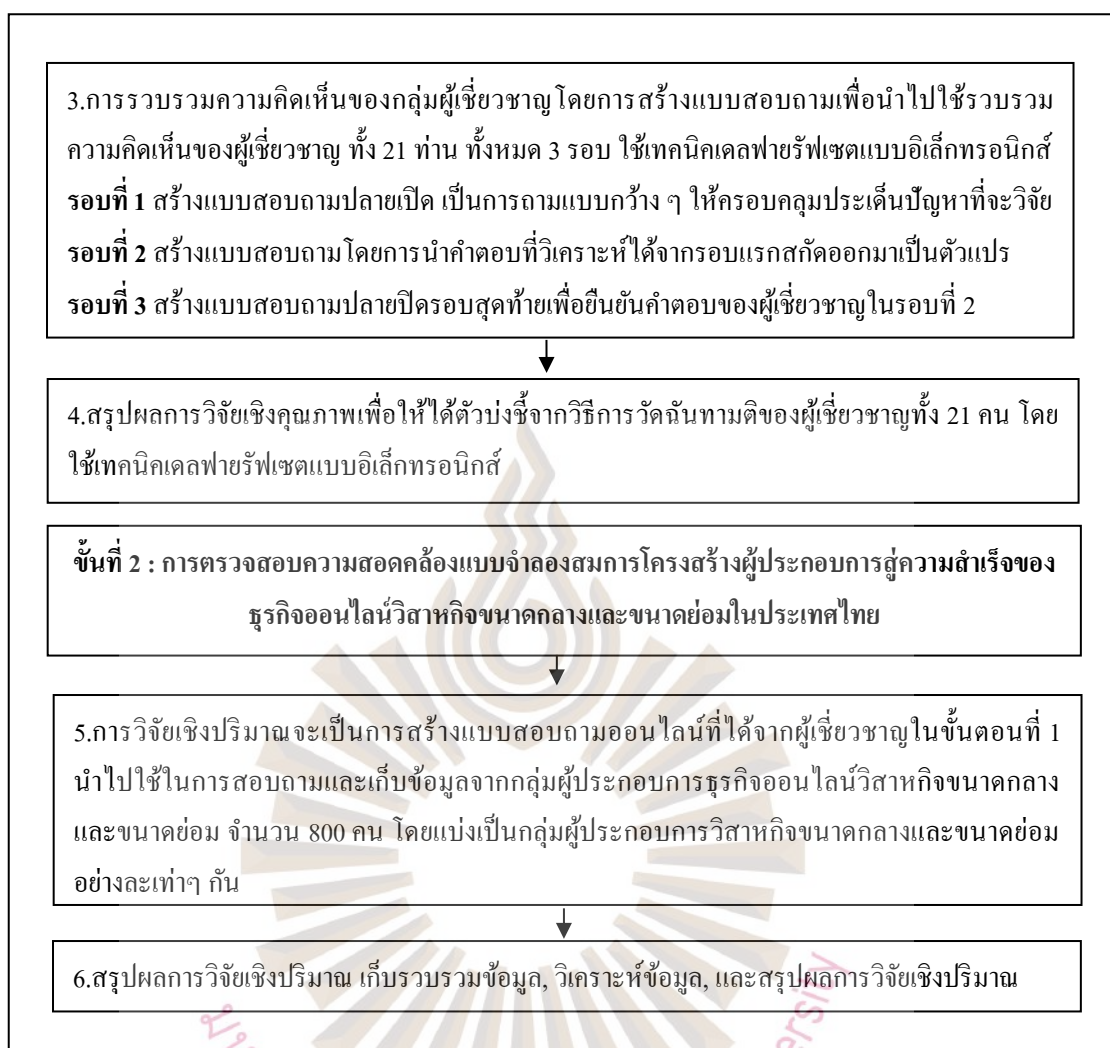 3.การรวบรวมความคิดเห็นของกลุ่มผู้เชี่ยวชาญ โดยการสร้างแบบสอบถามเพื่อนำไปใช้รวบรวม
ความคิดเห็นของผู้เชี่ยวชาญ ทั้ง 21 ท่าน ทั้งหมด 3 รอบ ใช้เทคนิคเดลฟายรัฟเซตแบบอิเล็กทรอนิกส์
รอบที่ 1 สร้างแบบสอบถามปลายเปิด เป็นการถามแบบกว้าง ๆ ให้ครอบคลุมประเด็นปัญหาที่จะวิจัย
รอบที่ 2 สร้างแบบสอบถามโดยการนำคำตอบที่วิเคราะห์ได้จากรอบแรกสกัดออกมาเป็นตัวแปร
รอบที่ 3 สร้างแบบสอบถามปลายปิดรอบสุดท้ายเพื่อยืนยันคำตอบของผู้เชี่ยวชาญในรอบที่ 2
4.สรุปผลการวิจัยเชิงคุณภาพเพื่อให้ได้ตัวบ่งชี้จากวิธีการวัดฉันทามติของผู้เชี่ยวชาญทั้ง 21 คน โดย
ใช้เทคนิคเดลฟายรัฟเซตแบบอิเล็กทรอนิกส์
ขั้นที่ 2 : การตรวจสอบความสอดคล้องแบบจำลองสมการโครงสร้างผู้ประกอบการสู่ความสำเร็จของ
ธุรกิจออนไลน์วิสาหกิจขนาดกลางและขนาดย่อมในประเทศไทย
5.การวิจัยเชิงปริมาณจะเป็นการสร้างแบบสอบถามออนไลน์ที่ได้จากผู้เชี่ยวชาญในขั้นตอนที่ 1
นำไปใช้ในการสอบถามและเก็บข้อมูลจากกลุ่มผู้ประกอบการธุรกิจออนไลน์วิสาหกิจขนาดกลาง
และขนาดย่อม จำนวน 800 คน โดยแบ่งเป็นกลุ่มผู้ประกอบการวิสาหกิจขนาดกลางและขนาดย่อม
อย่างละเท่าๆ กัน
6.สรุปผลการวิจัยเชิงปริมาณ เก็บรวบรวมข้อมูล, วิเคราะห์ข้อมูล, และสรุปผลการวิจัยเชิงปริมาณ